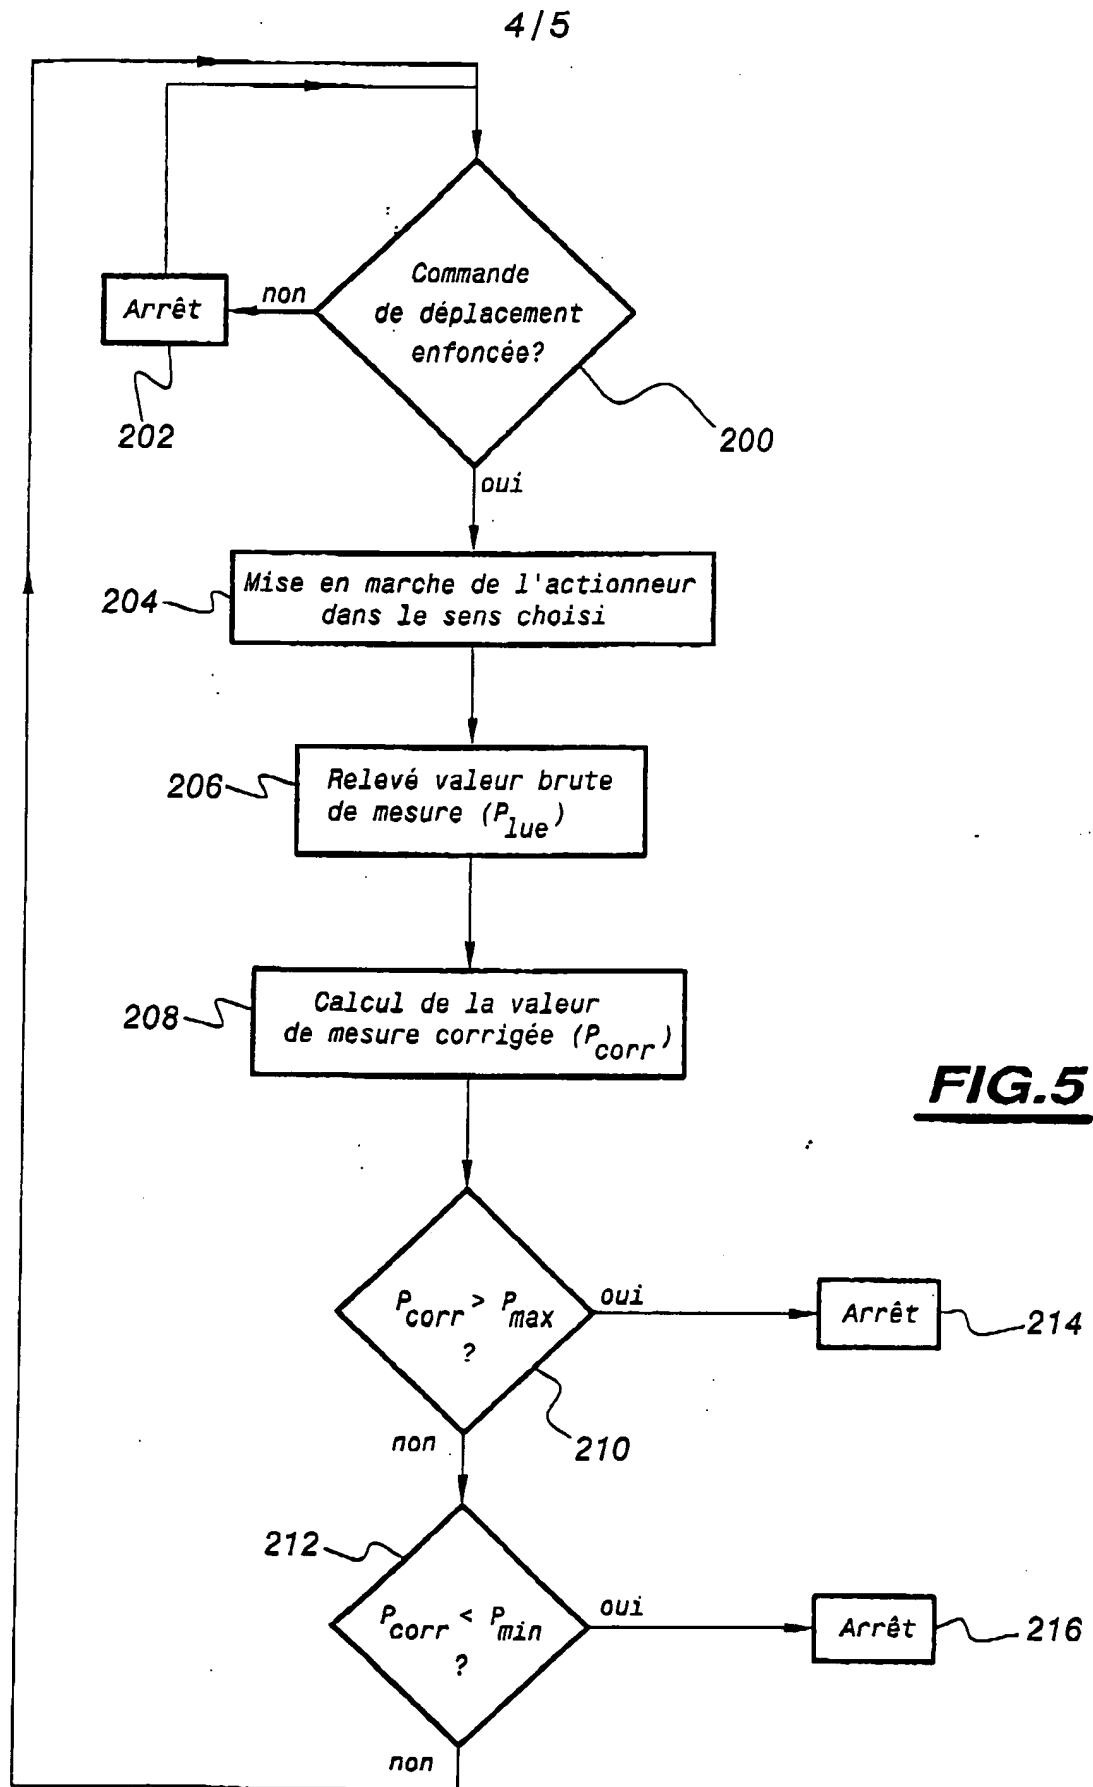 4/5
Commande
de déplacement
enfoncée?
non
Arrêt
202
200
oui
Mise en marche de l'actionneur
dans le sens choisi
204
Relevé valeur brute
de mesure (Plue)
206
Calcul de la valeur
de mesure corrigée (Pcorr)
208
FIG.5
Pcorr > Pmax
?
oui
Arrêt
214
210
non
212
Pcorr < Pmin
?
oui
Arrêt
216
non